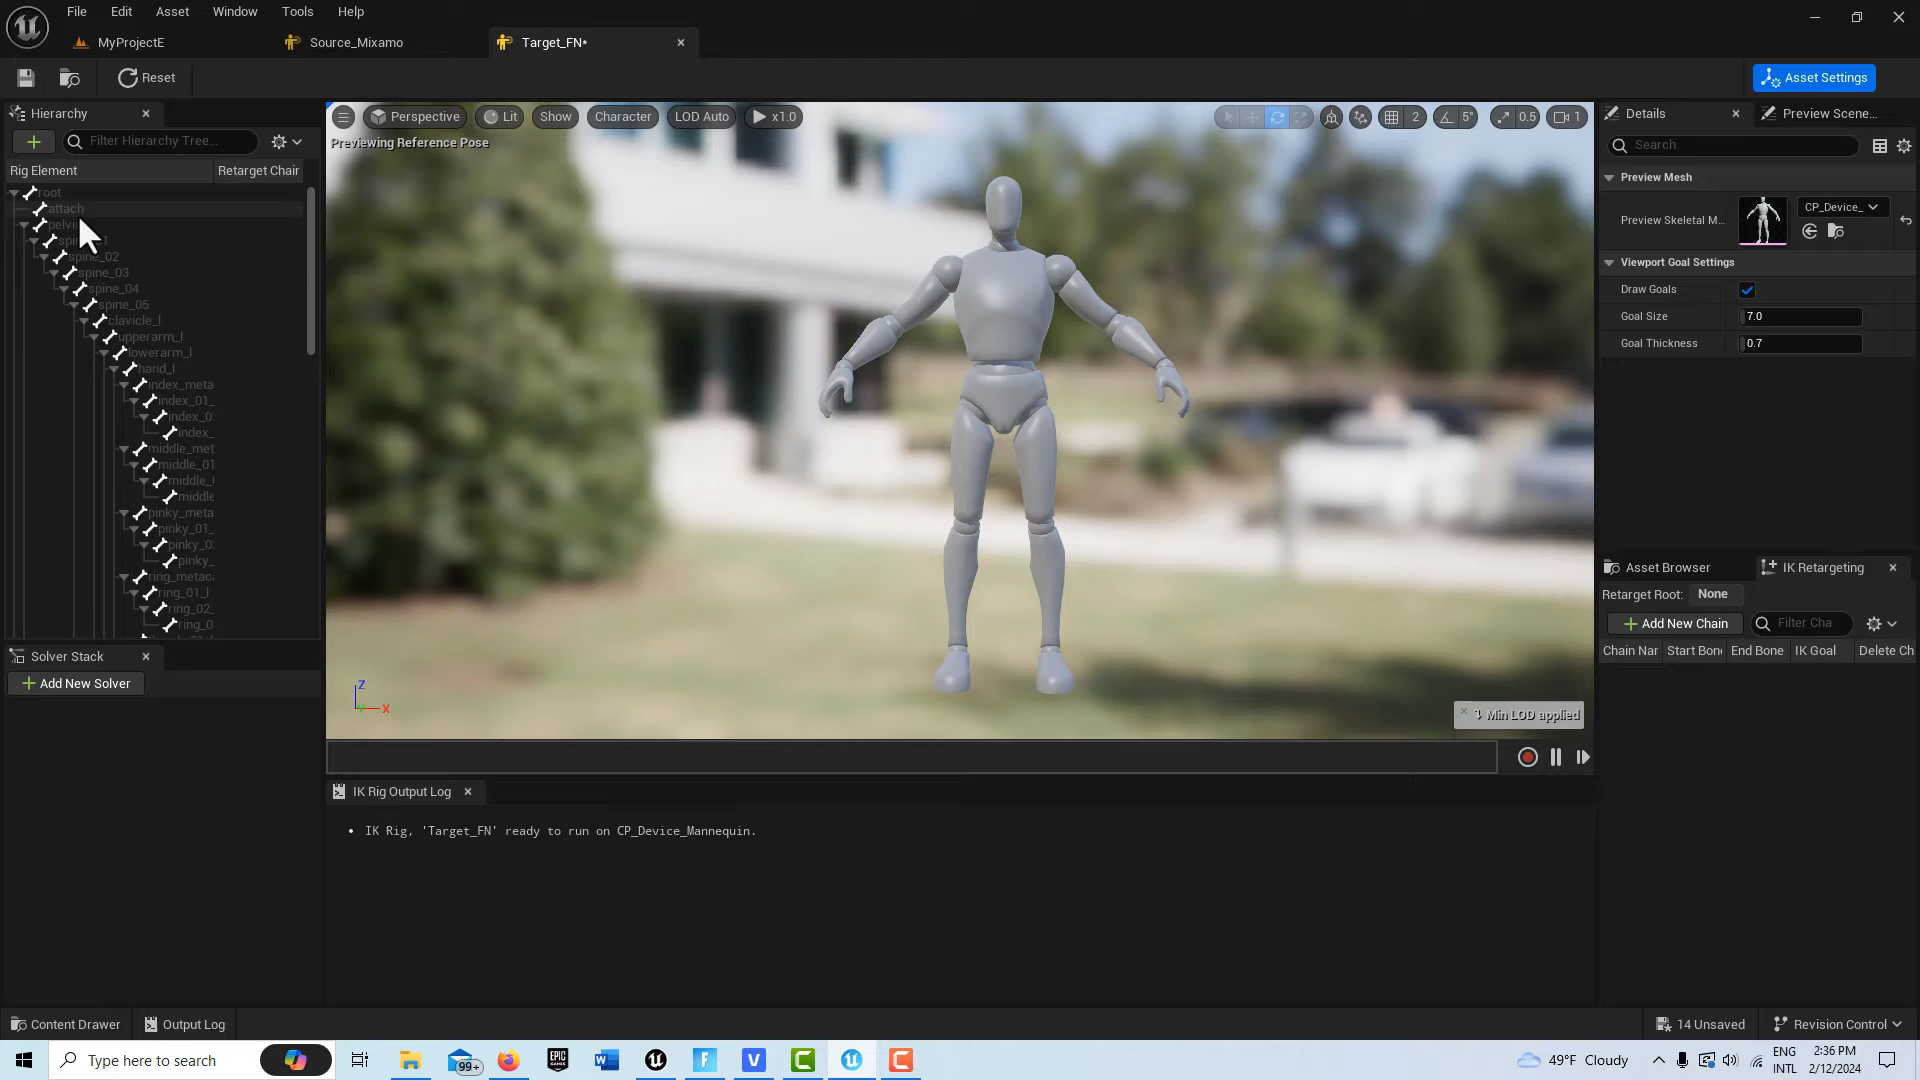 File Edit Asset Window Tools Help
MyProjectE Source_Mixamo Target_FN*
Reset Asset Settings
Hierarchy
Filter Hierarchy Tree...
Rig Element Retarget Chair
root
attach
spine_02
spine_03
spine_04
spine_05
clavicle_l
upperarm_l
lowerarm_l
hand_l
index_meta
index_01_
index_0
index_
middle_met
middle_01
middle_
middle
pinky_meta
pinky_01_
pinky_0
pinky_
ring_metac
ring_01_l
ring_02_
ring_0
Solver Stack
Add New Solver
Perspective Lit Show Character LOD Auto x1.0
2 5° 0.5 1
Previewing Reference Pose
Z
X
Min LOD applied
IK Rig Output Log
• IK Rig, 'Target_FN' ready to run on CP_Device_Mannequin.
Details Preview Scene...
Search
Preview Mesh
Preview Skeletal M... CP_Device_
Viewport Goal Settings
Draw Goals
Goal Size 7.0
Goal Thickness 0.7
Asset Browser IK Retargeting
Retarget Root: None
Add New Chain Filter Cha
Chain Nar Start Bon End Bone IK Goal Delete Ch
Content Drawer Output Log 14 Unsaved Revision Control
Type here to search 99+ EPIC GAMES 49°F Cloudy ENG INTL 2:36 PM 2/12/2024